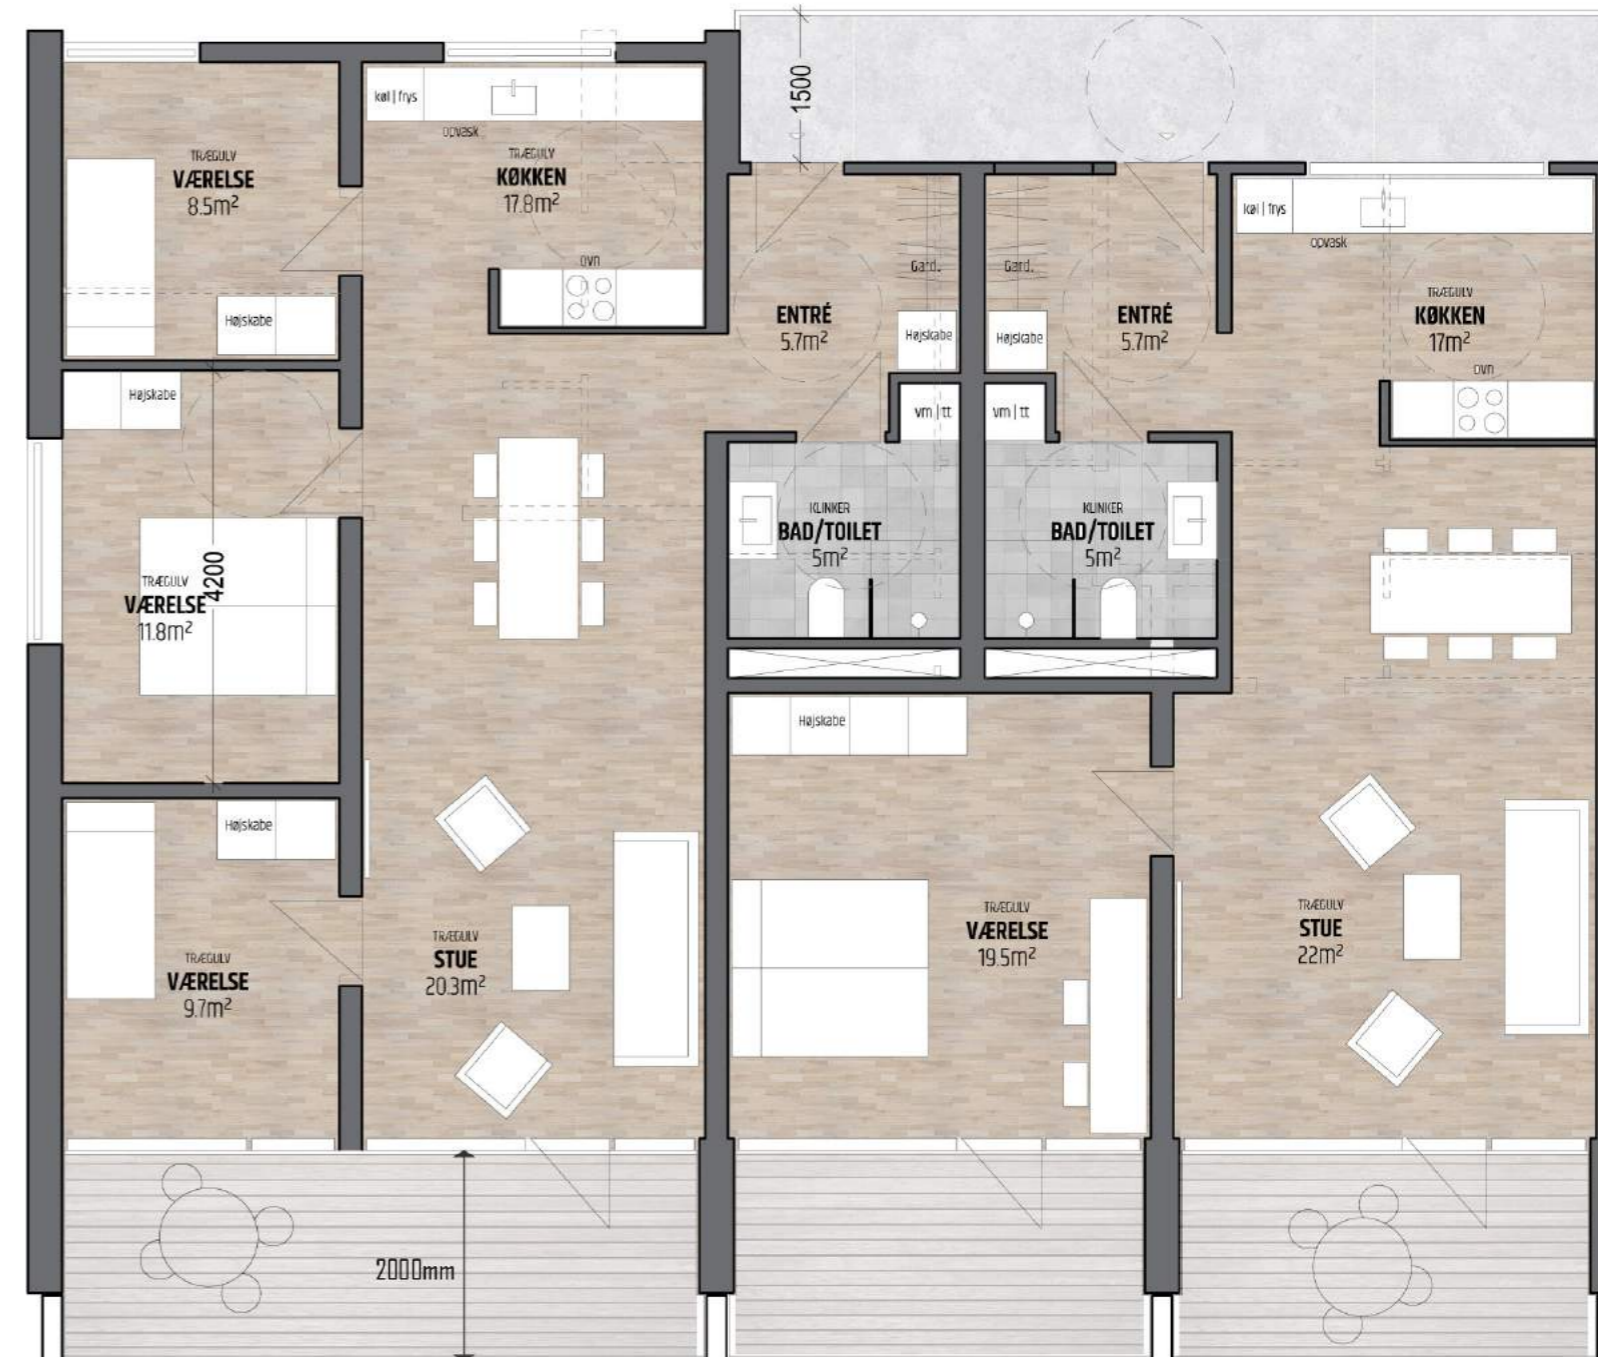 1500
køl | frys
opvask
TRÆGULV
VÆRELSE
8.5m²
TRÆGULV
KØKKEN
17.8m²
ovn
Højskabe
Gard.
ENTRÉ
5.7m²
Højskabe
Gard.
ENTRÉ
5.7m²
Højskabe
køl | frys
opvask
TRÆGULV
KØKKEN
17m²
ovn
Højskabe
vm | tt
vm | tt
KLINKER
BAD/TOILET
5m²
KLINKER
BAD/TOILET
5m²
4200
TRÆGULV
VÆRELSE
11.8m²
Højskabe
Højskabe
TRÆGULV
VÆRELSE
9.7m²
TRÆGULV
STUE
20.3m²
TRÆGULV
VÆRELSE
19.5m²
TRÆGULV
STUE
22m²
2000mm